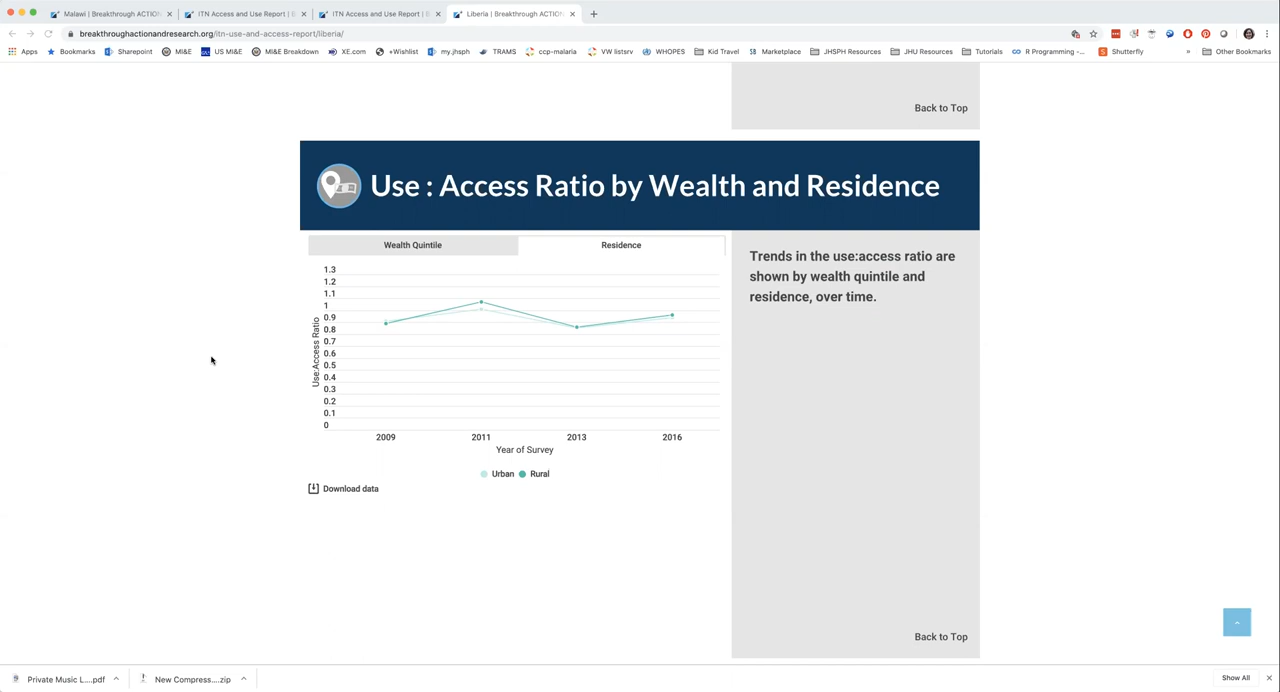 Malawi | Breakthrough ACTION
ITN Access and Use Report | B
ITN Access and Use Report | B
Liberia | Breakthrough ACTION
breakthroughactionandresearch.org/itn-use-and-access-report/liberia/
Apps Bookmarks Sharepoint MI&E US MI&E MI&E Breakdown XE.com +Wishlist my.jhsph TRAMS ccp-malaria VW listsrv WHOPES Kid Travel Marketplace JHSPH Resources JHU Resources Tutorials R Programming -... Shutterfly » Other Bookmarks
Back to Top
Use : Access Ratio by Wealth and Residence
Wealth Quintile
Residence
Trends in the use:access ratio are
shown by wealth quintile and
residence, over time.
1.3
1.2
1.1
1
0.9
0.8
0.7
0.6
0.5
0.4
0.3
0.2
0.1
0
Use:Access Ratio
2009 2011 2013 2016
Year of Survey
Urban Rural
Download data
Back to Top
Private Music L....pdf
New Compress....zip
Show All